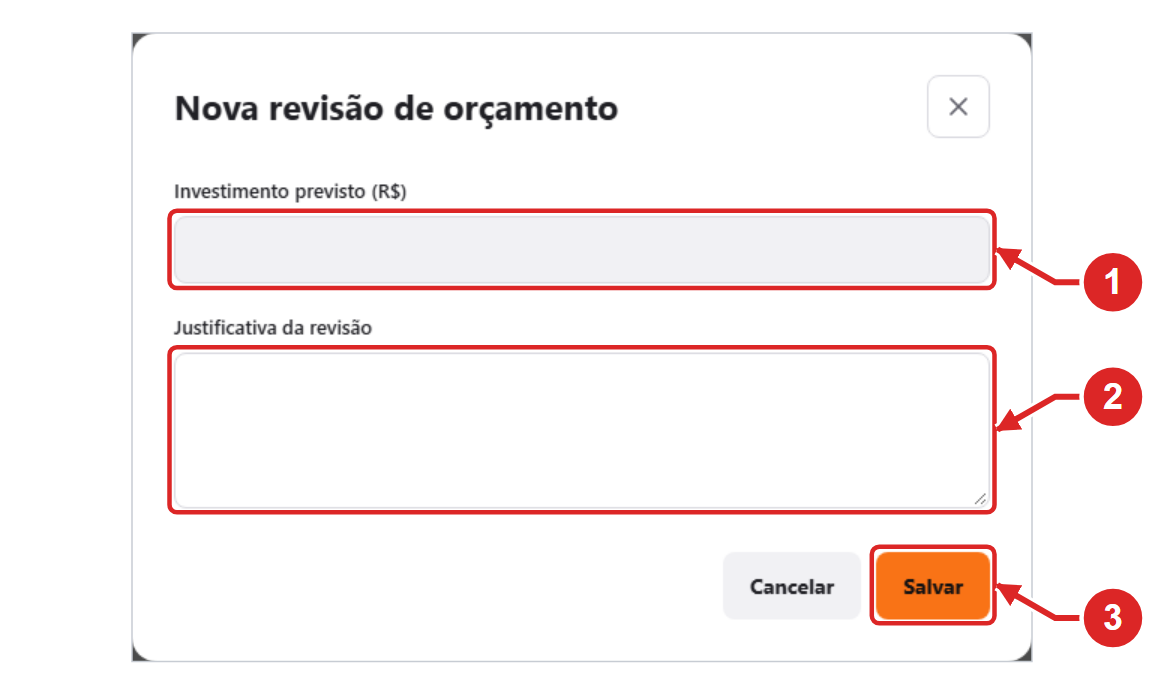 Nova revisão de orçamento
Investimento previsto (R$)
1
Justificativa da revisão
2
Cancelar
Salvar
3